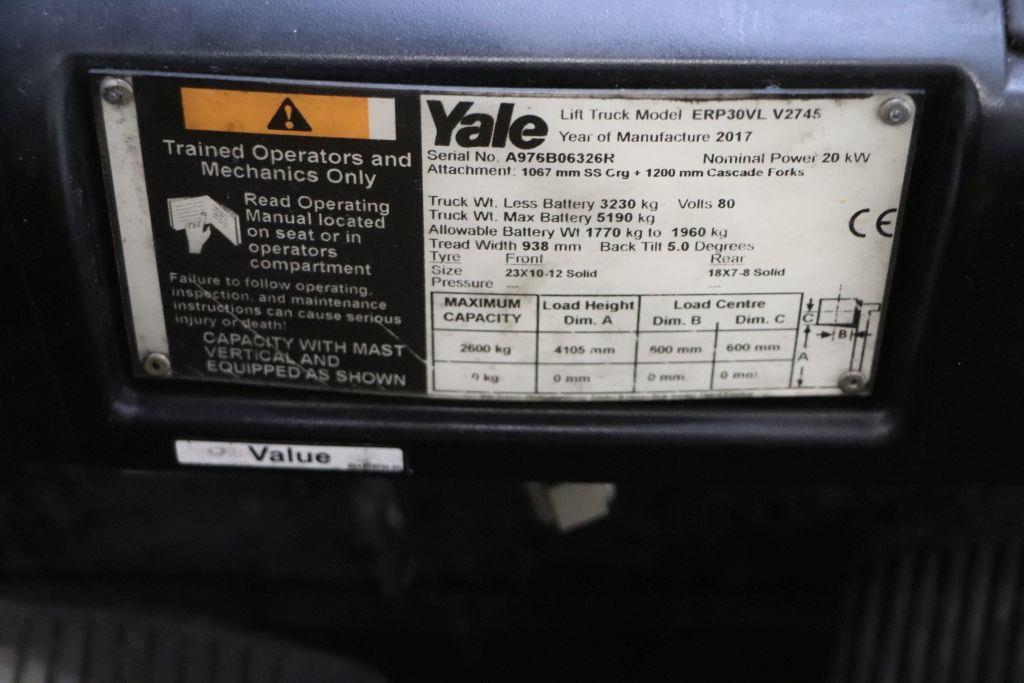 Trained Operators and
Mechanics Only
Read Operating
Manual located
on seat or in
operators
compartment
Failure to follow operating,
inspection, and maintenance
instructions can cause serious
injury or death!
CAPACITY WITH MAST
VERTICAL AND
EQUIPPED AS SHOWN
Yale Lift Truck Model ERP30VL V2745
Year of Manufacture 2017
Serial No. A976B06326R Nominal Power 20 kW
Attachment: 1067 mm SS Crg + 1200 mm Cascade Forks
Truck Wt. Less Battery 3230 kg Volts 80
Truck Wt. Max Battery 5190 kg
Allowable Battery Wt. 1770 kg to 1960 kg
Tread Width 938 mm Back Tilt 5.0 Degrees
Tyre Front Rear
Size 23X10-12 Solid 18X7-8 Solid
Pressure --- ---
MAXIMUM CAPACITY Load Height Dim. A Load Centre Dim. B Dim. C
2600 kg 4105 mm 600 mm 600 mm
0 kg 0 mm 0 mm 0 mm
C
B
A
CE
Value